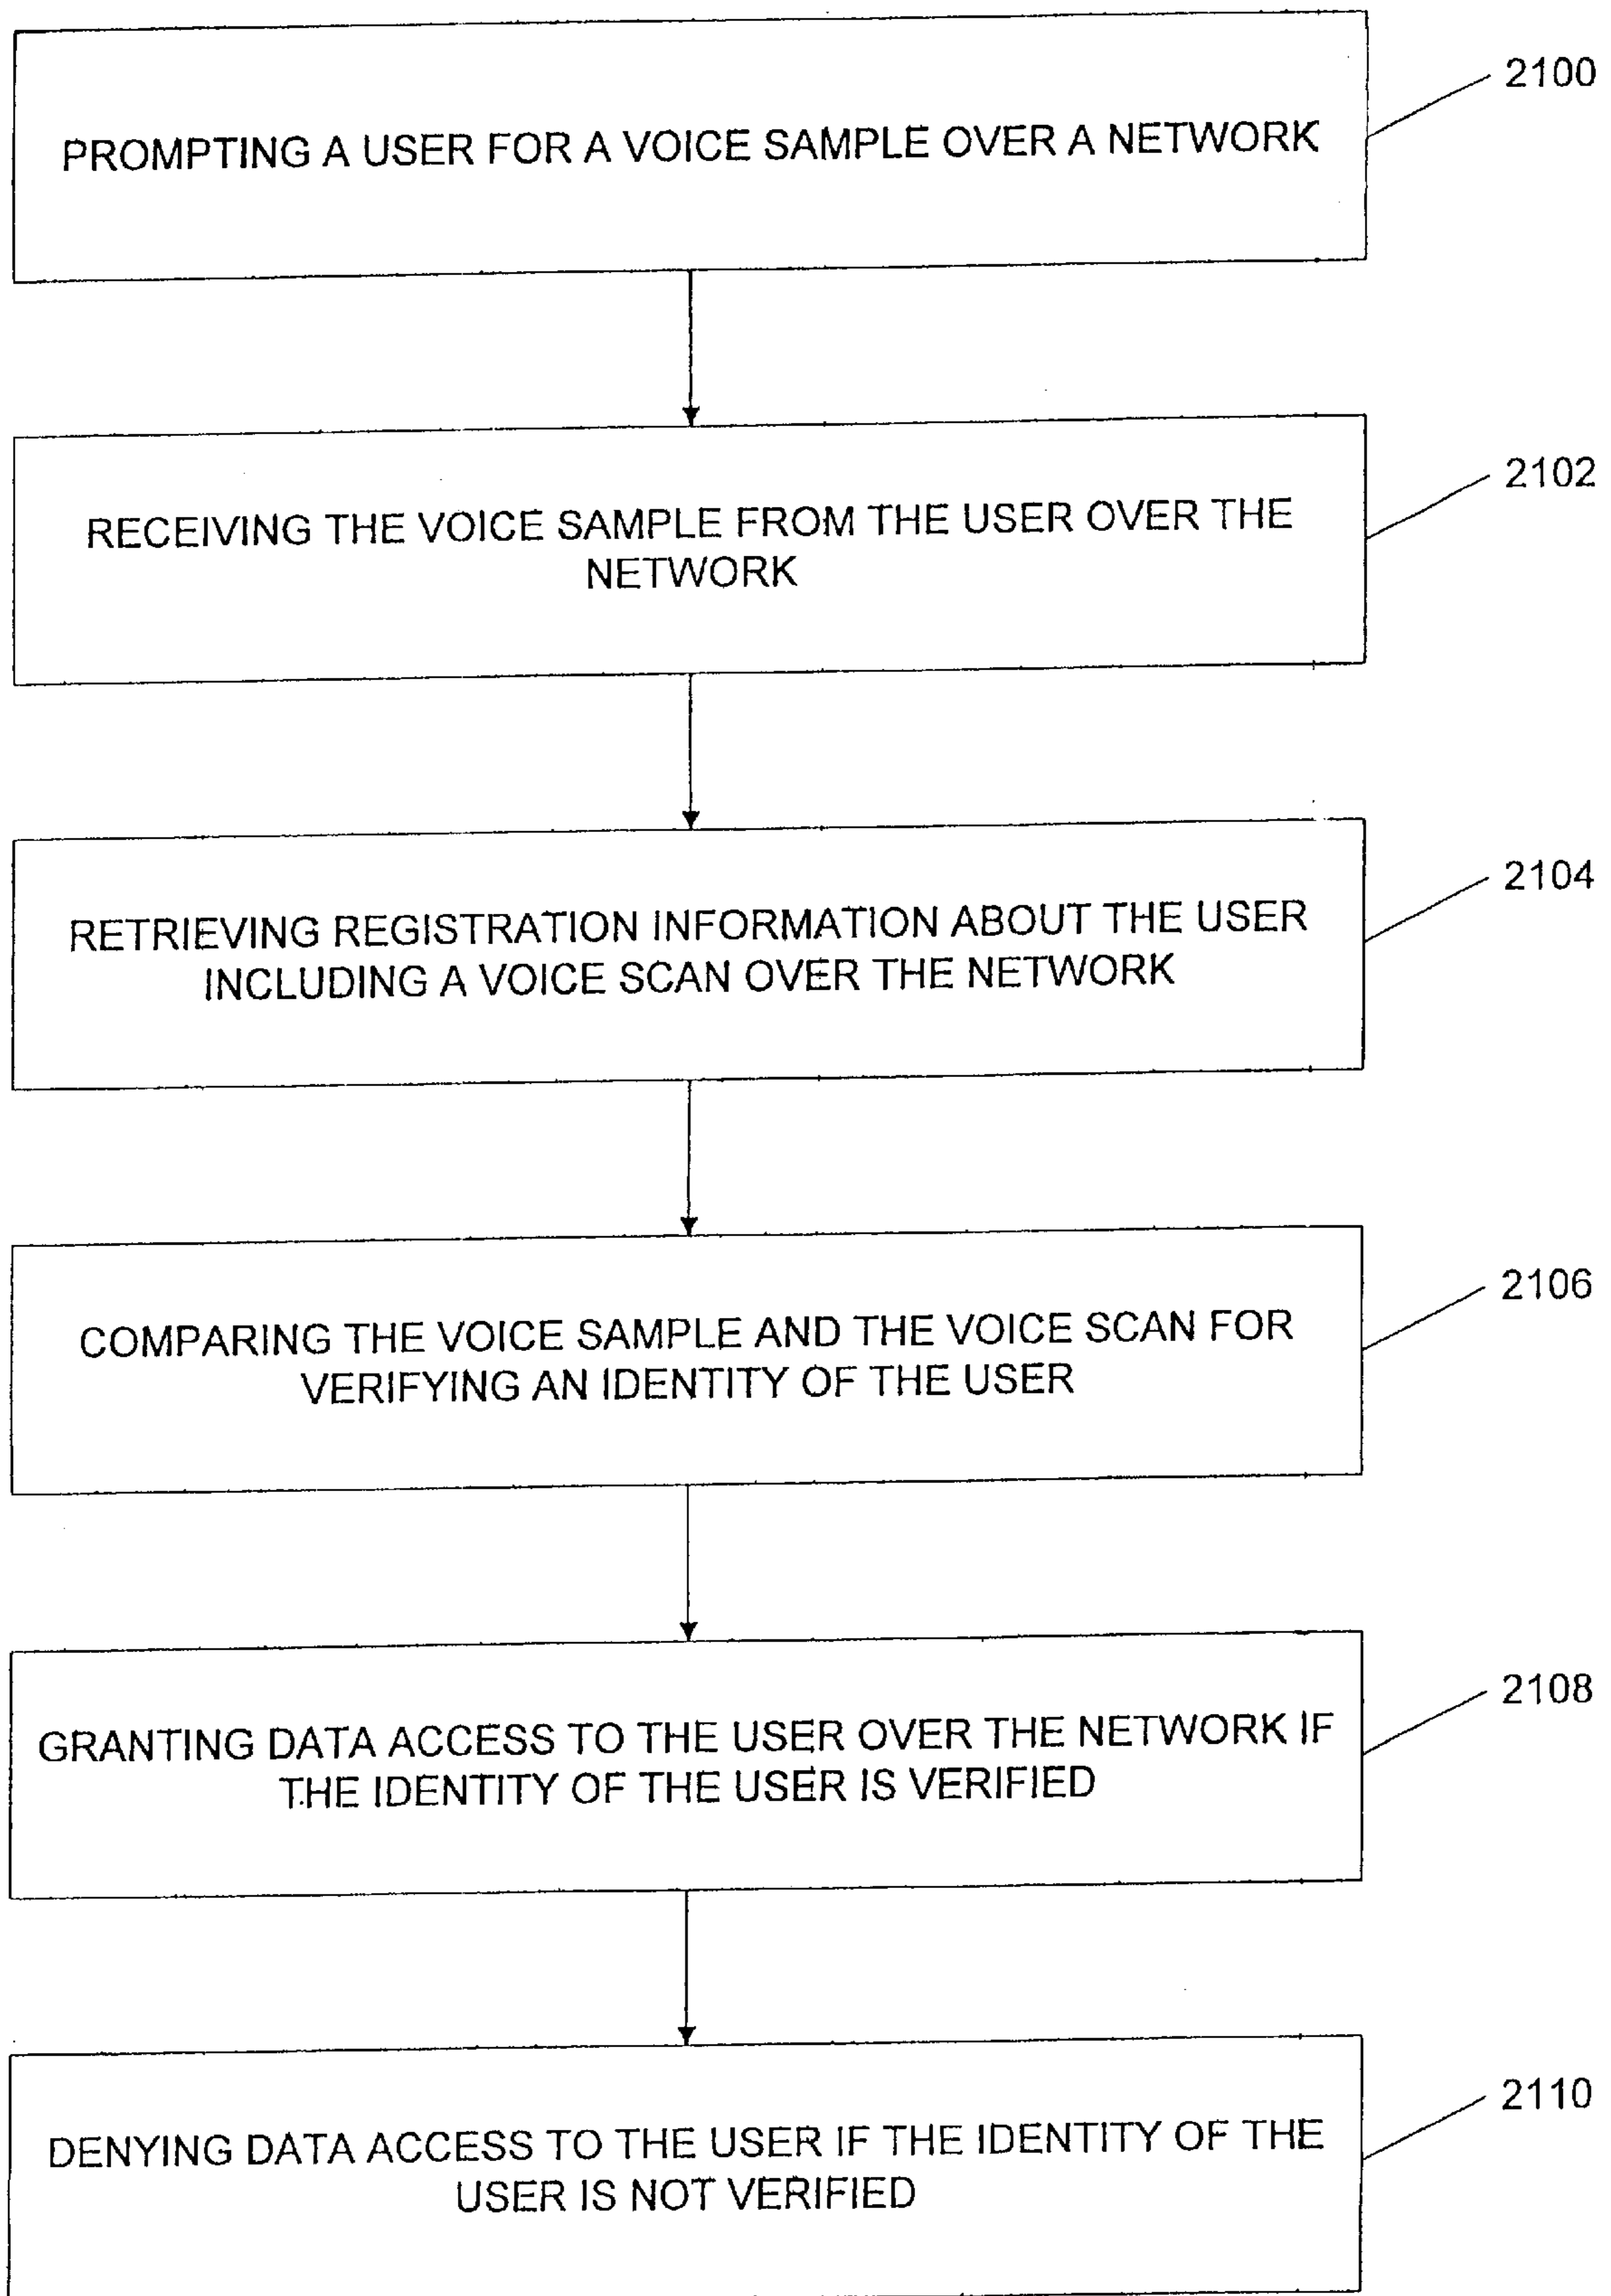 2100
PROMPTING A USER FOR A VOICE SAMPLE OVER A NETWORK
2102
RECEIVING THE VOICE SAMPLE FROM THE USER OVER THE
NETWORK
2104
RETRIEVING REGISTRATION INFORMATION ABOUT THE USER
INCLUDING A VOICE SCAN OVER THE NETWORK
2106
COMPARING THE VOICE SAMPLE AND THE VOICE SCAN FOR
VERIFYING AN IDENTITY OF THE USER
2108
GRANTING DATA ACCESS TO THE USER OVER THE NETWORK IF
THE IDENTITY OF THE USER IS VERIFIED
2110
DENYING DATA ACCESS TO THE USER IF THE IDENTITY OF THE
USER IS NOT VERIFIED